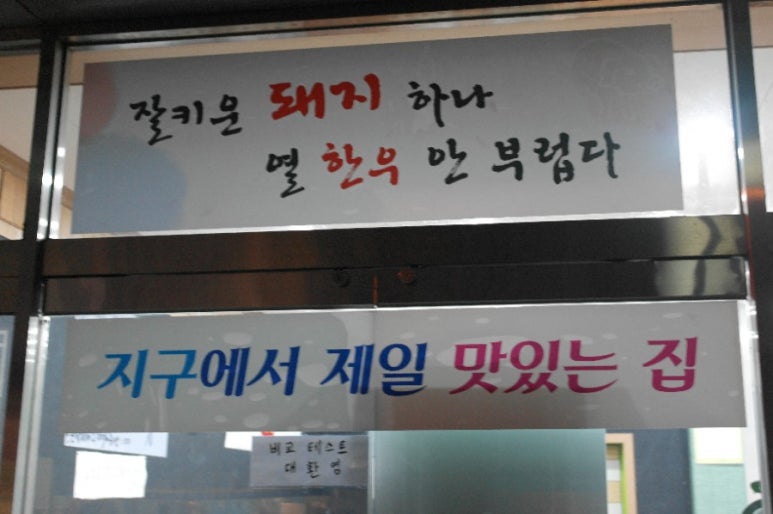 잘키운 돼지 하나
열 한우 안 부럽다
지구에서 제일 맛있는 집
비교 테스트
대 환영